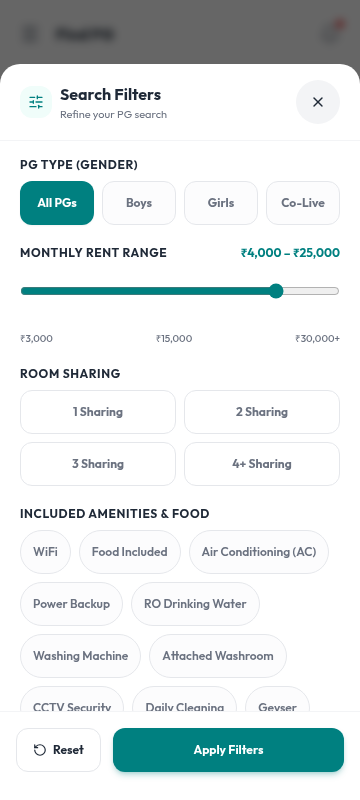 Search Filters
Refine your PG search
PG TYPE (GENDER)
All PGs
Boys
Girls
Co-Live
MONTHLY RENT RANGE
₹4,000 – ₹25,000
₹3,000
₹15,000
₹30,000+
ROOM SHARING
1 Sharing
2 Sharing
3 Sharing
4+ Sharing
INCLUDED AMENITIES & FOOD
WiFi
Food Included
Air Conditioning (AC)
Power Backup
RO Drinking Water
Washing Machine
Attached Washroom
CCTV Security
Daily Cleaning
Geyser
Reset
Apply Filters